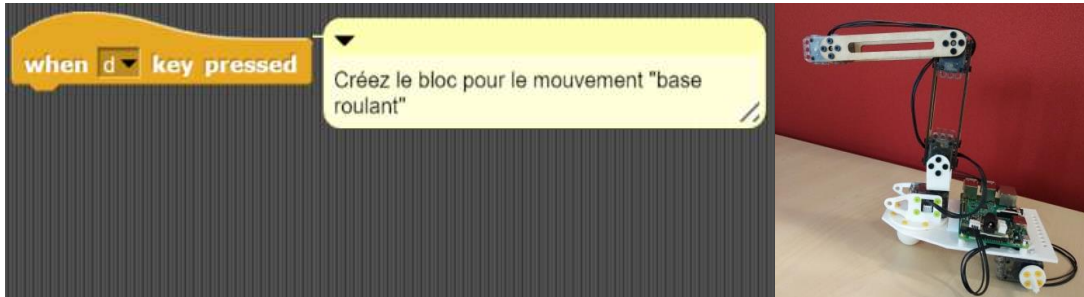 when d key pressed
Créez le bloc pour le mouvement "base
roulant"